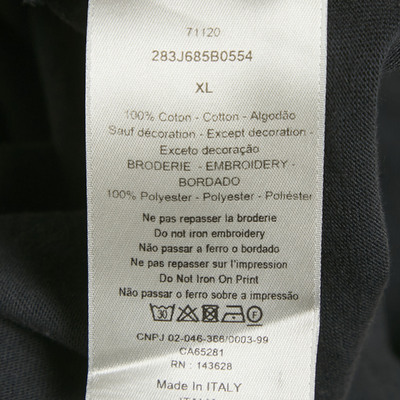 71120
283J685B0554
XL
100% Coton - Cotton - Algodão
Sauf décoration - Except decoration -
Exceto decoração
BRODERIE - EMBROIDERY -
BORDADO
100% Polyester - Polyester - Poliéster
Ne pas repasser la broderie
Do not iron embroidery
Não passar a ferro o bordado
Ne pas repasser sur l'impression
Do Not Iron On Print
Não passar o ferro sobre a impressão
30 F
CNPJ 02-046-366/0003-99
CA65281
RN : 143628
Made In ITALY